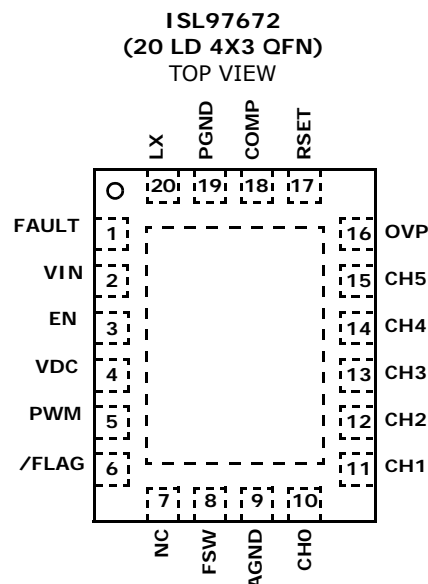 ISL97672
(20 LD 4X3 QFN)
TOP VIEW
LX
PGND
COMP
RSET
20
19
18
17
FAULT
1
VIN
2
EN
3
VDC
4
PWM
5
/FLAG
6
16
OVP
15
CH5
14
CH4
13
CH3
12
CH2
11
CH1
7
8
9
10
NC
FSW
AGND
CH0